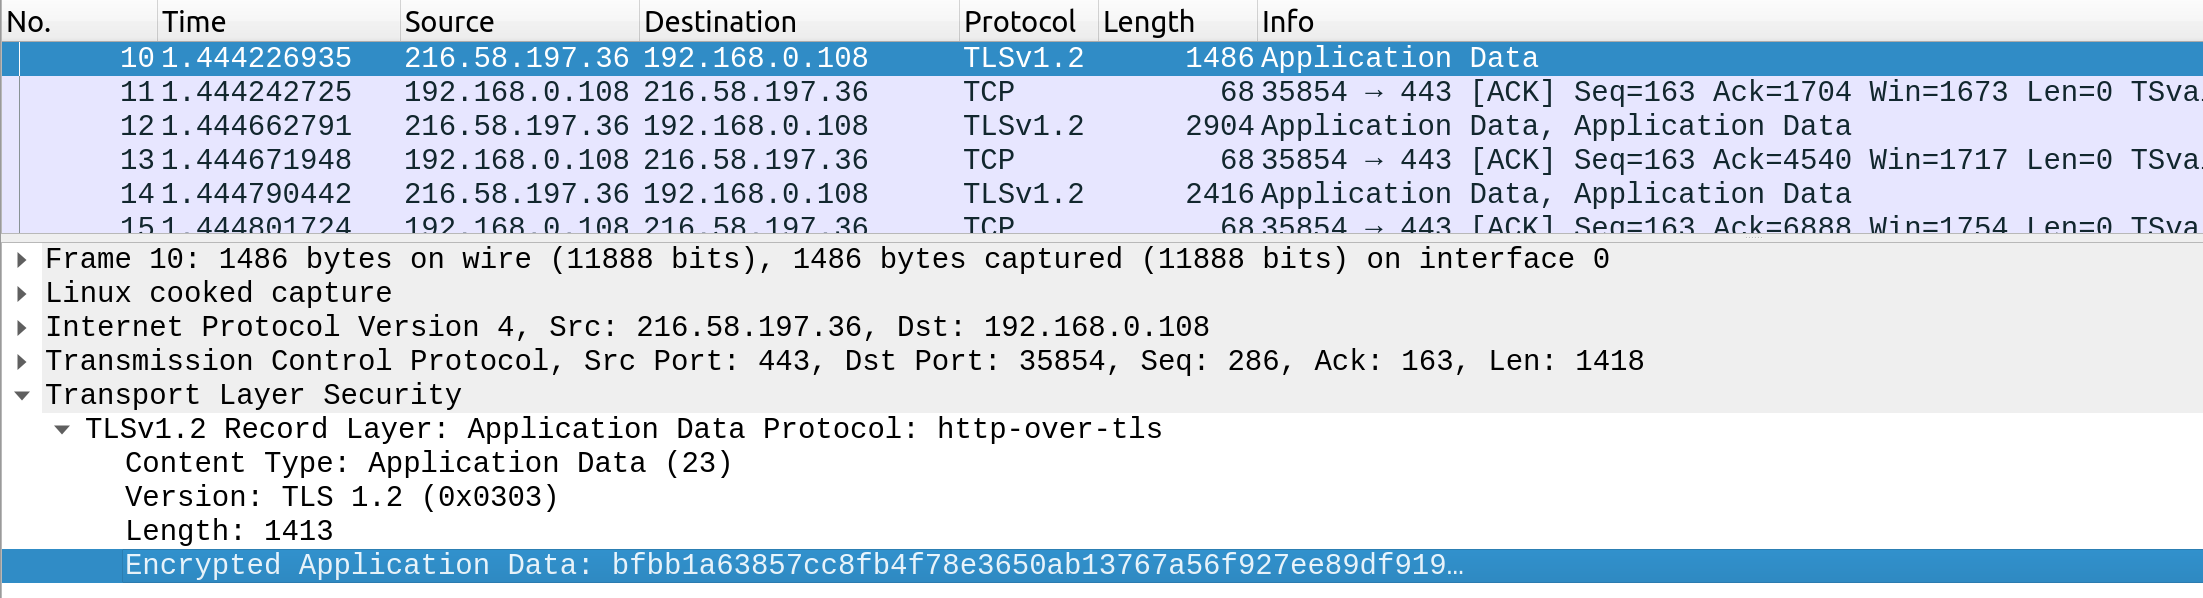 No. Time Source Destination Protocol Length Info
10 1.444226935 216.58.197.36 192.168.0.108 TLSv1.2 1486 Application Data
11 1.444242725 192.168.0.108 216.58.197.36 TCP 68 35854 → 443 [ACK] Seq=163 Ack=1704 Win=1673 Len=0 TSval
12 1.444662791 216.58.197.36 192.168.0.108 TLSv1.2 2904 Application Data, Application Data
13 1.444671948 192.168.0.108 216.58.197.36 TCP 68 35854 → 443 [ACK] Seq=163 Ack=4540 Win=1717 Len=0 TSval
14 1.444790442 216.58.197.36 192.168.0.108 TLSv1.2 2416 Application Data, Application Data
15 1.444801724 192.168.0.108 216.58.197.36 TCP 68 35854 → 443 [ACK] Seq=163 Ack=6888 Win=1754 Len=0 TSval
Frame 10: 1486 bytes on wire (11888 bits), 1486 bytes captured (11888 bits) on interface 0
Linux cooked capture
Internet Protocol Version 4, Src: 216.58.197.36, Dst: 192.168.0.108
Transmission Control Protocol, Src Port: 443, Dst Port: 35854, Seq: 286, Ack: 163, Len: 1418
Transport Layer Security
TLSv1.2 Record Layer: Application Data Protocol: http-over-tls
Content Type: Application Data (23)
Version: TLS 1.2 (0x0303)
Length: 1413
Encrypted Application Data: bfbb1a63857cc8fb4f78e3650ab13767a56f927ee89df919…